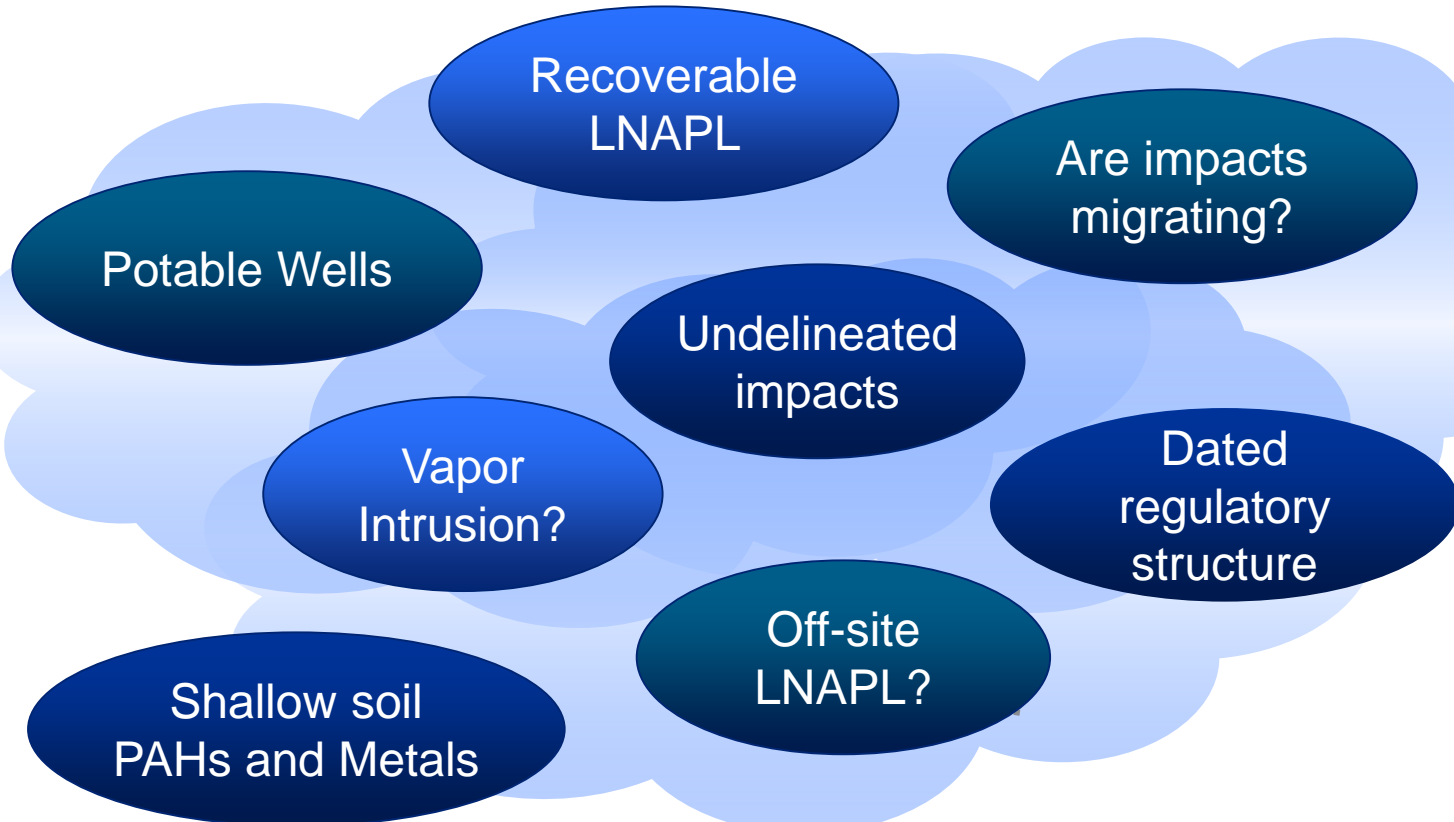 Recoverable
LNAPL
Are impacts
migrating?
Potable Wells
Undelineated
impacts
Vapor
Intrusion?
Dated
regulatory
structure
Off-site
LNAPL?
Shallow soil
PAHs and Metals